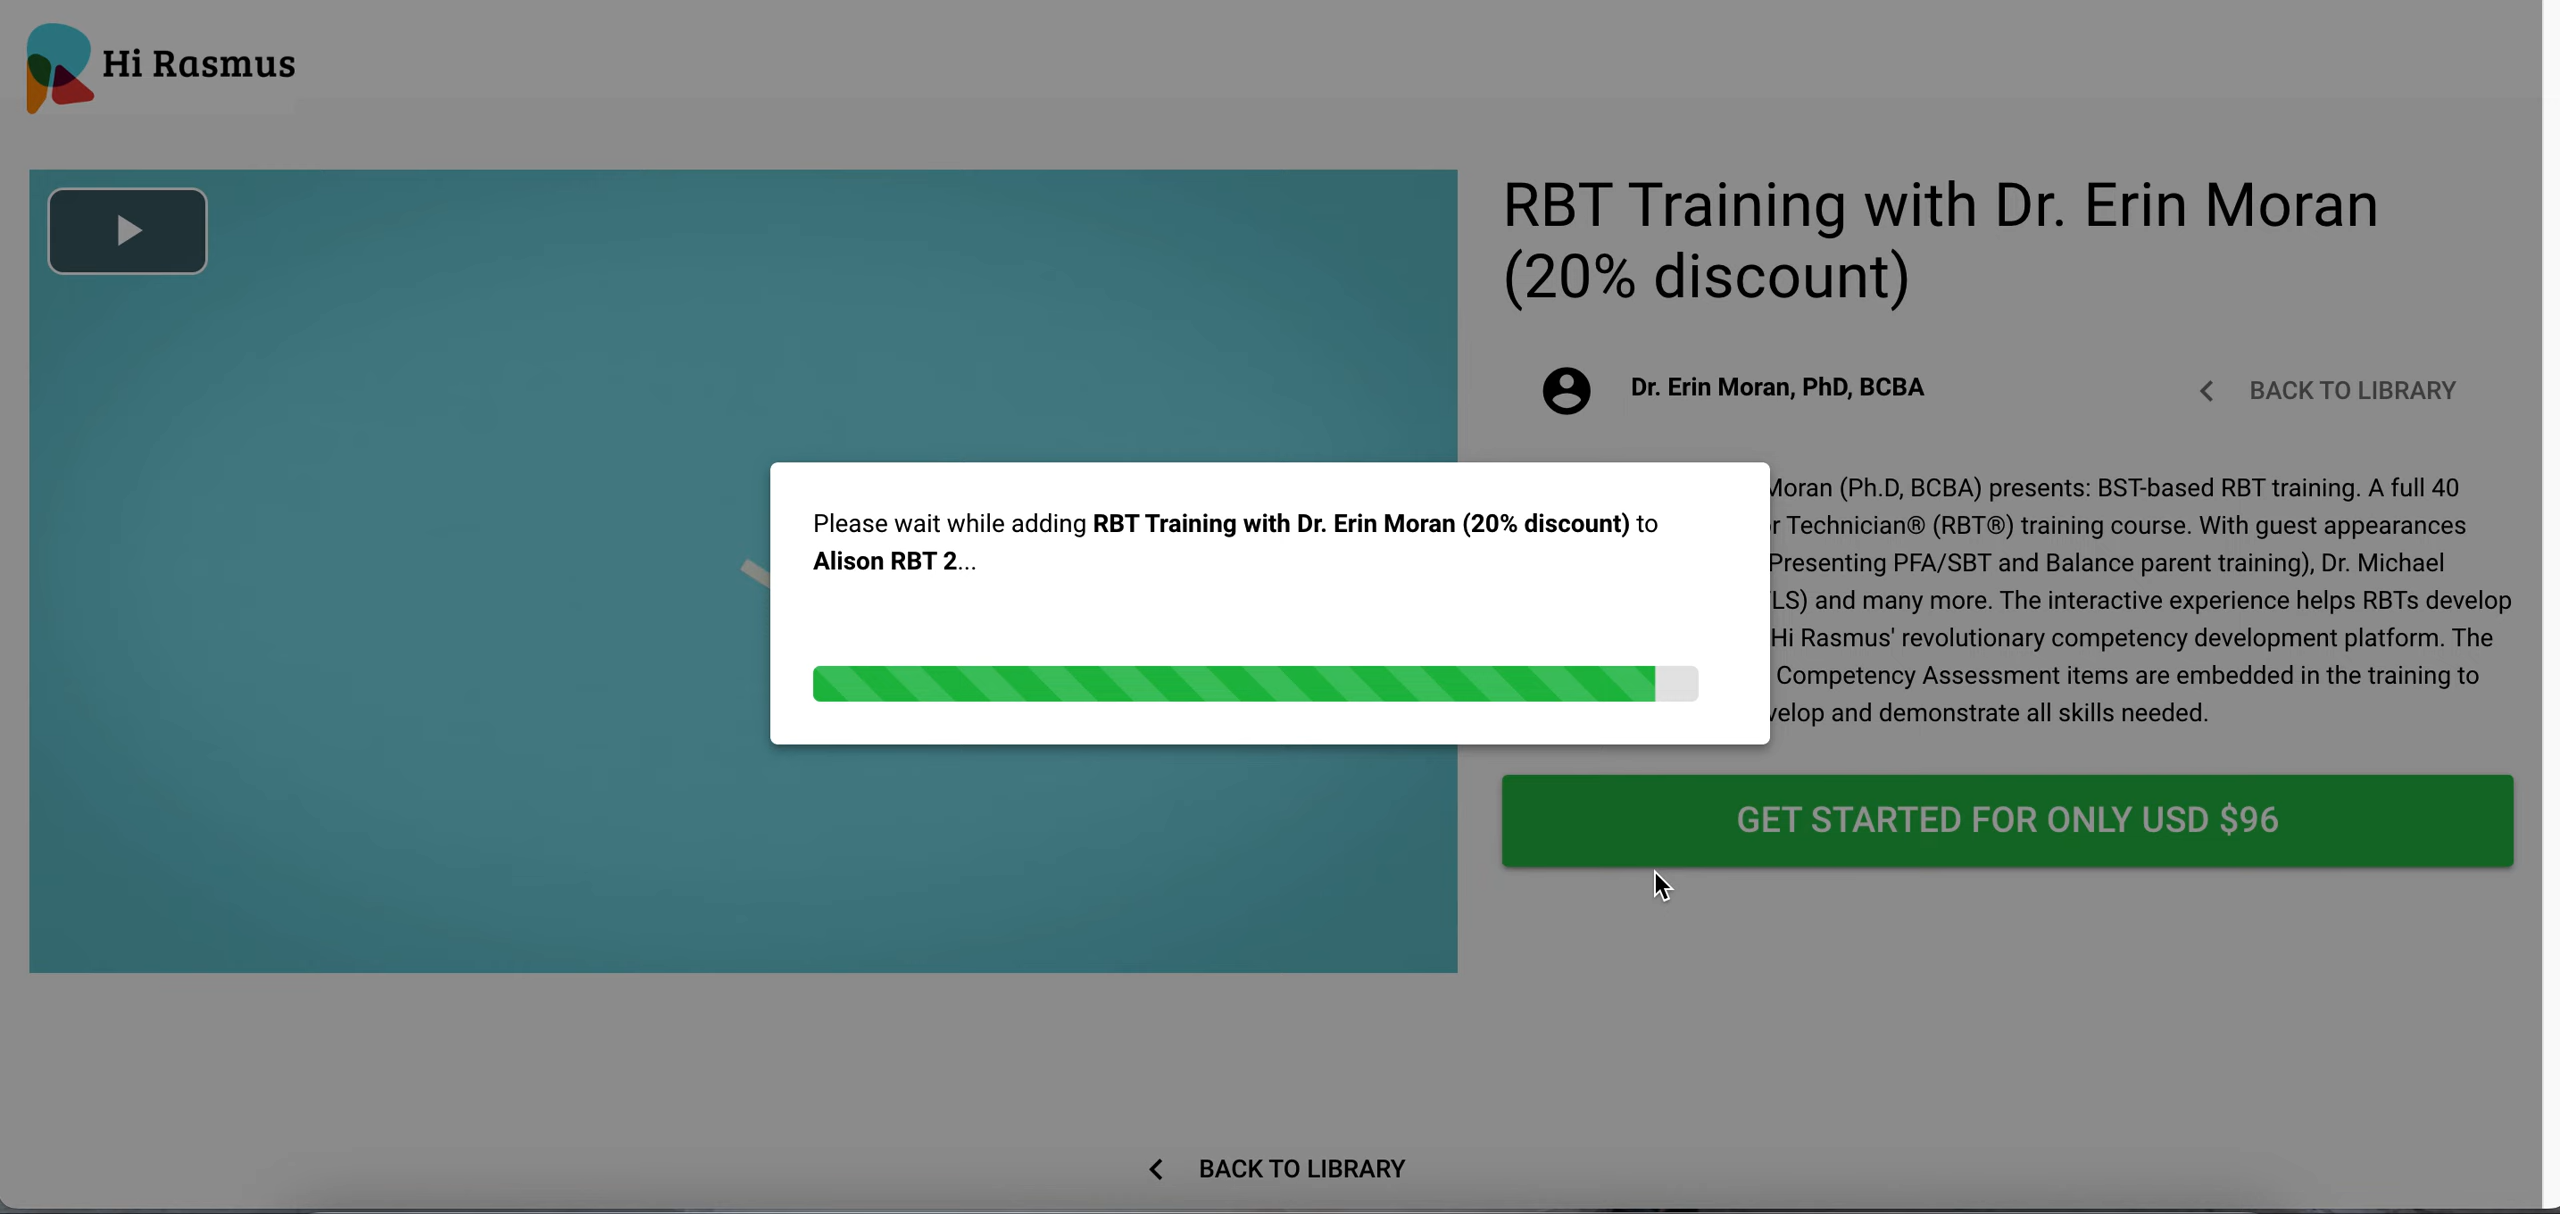 Hi Rasmus
RBT Training with Dr. Erin Moran
(20% discount)
Dr. Erin Moran, PhD, BCBA
BACK TO LIBRARY
Moran (Ph.D, BCBA) presents: BST-based RBT training. A full 40
r Technician® (RBT®) training course. With guest appearances
Presenting PFA/SBT and Balance parent training), Dr. Michael
LS) and many more. The interactive experience helps RBTs develop
Hi Rasmus' revolutionary competency development platform. The
Competency Assessment items are embedded in the training to
velop and demonstrate all skills needed.
Please wait while adding RBT Training with Dr. Erin Moran (20% discount) to
Alison RBT 2...
GET STARTED FOR ONLY USD $96
BACK TO LIBRARY